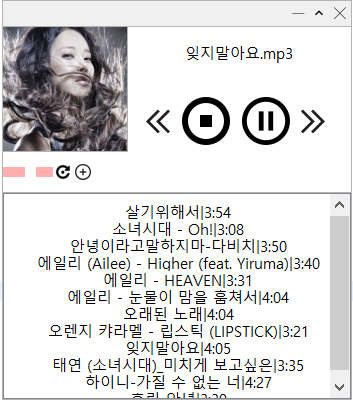 잊지말아요.mp3
살기위해서|3:54
소녀시대 - Oh!|3:08
안녕이라고말하지마-다비치|3:50
에일리 (Ailee) - Higher (feat. Yiruma)|3:40
에일리 - HEAVEN|3:31
에일리 - 눈물이 맘을 훔쳐서|4:04
오래된 노래|4:04
오렌지 캬라멜 - 립스틱 (LIPSTICK)|3:21
잊지말아요|4:05
태연 (소녀시대)_미치게 보고싶은|3:35
하이니-가질 수 없는 너|4:27